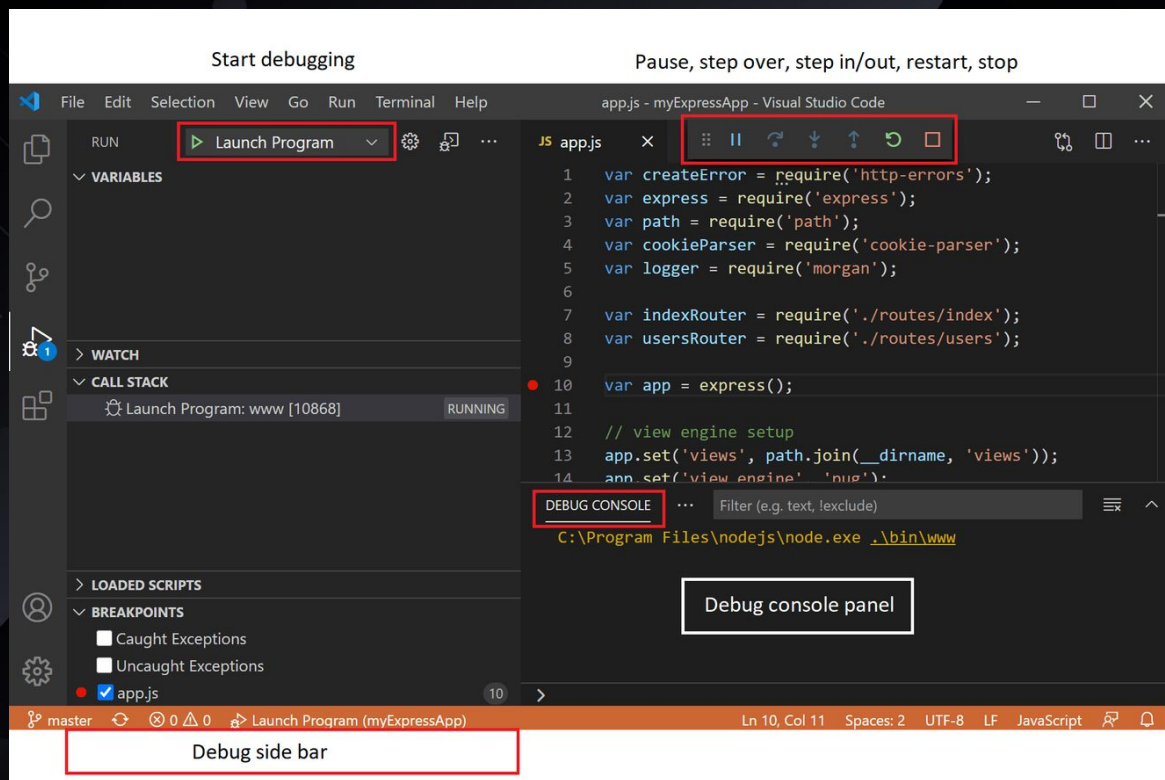 Start debugging
Pause, step over, step in/out, restart, stop
File Edit Selection View Go Run Terminal Help
app.js - myExpressApp - Visual Studio Code
RUN
Launch Program
JS app.js
VARIABLES
1 var createError = require('http-errors');
2 var express = require('express');
3 var path = require('path');
4 var cookieParser = require('cookie-parser');
5 var logger = require('morgan');
6
7 var indexRouter = require('./routes/index');
8 var usersRouter = require('./routes/users');
9
10 var app = express();
11
12 // view engine setup
13 app.set('views', path.join(__dirname, 'views'));
14 app.set('view engine', 'pug');
1
WATCH
CALL STACK
Launch Program: www [10868] RUNNING
LOADED SCRIPTS
BREAKPOINTS
Caught Exceptions
Uncaught Exceptions
app.js 10
DEBUG CONSOLE
Filter (e.g. text, !exclude)
C:\Program Files\nodejs\node.exe .\bin\www
Debug console panel
>
master 0 0 Launch Program (myExpressApp)
Ln 10, Col 11 Spaces: 2 UTF-8 LF JavaScript
Debug side bar